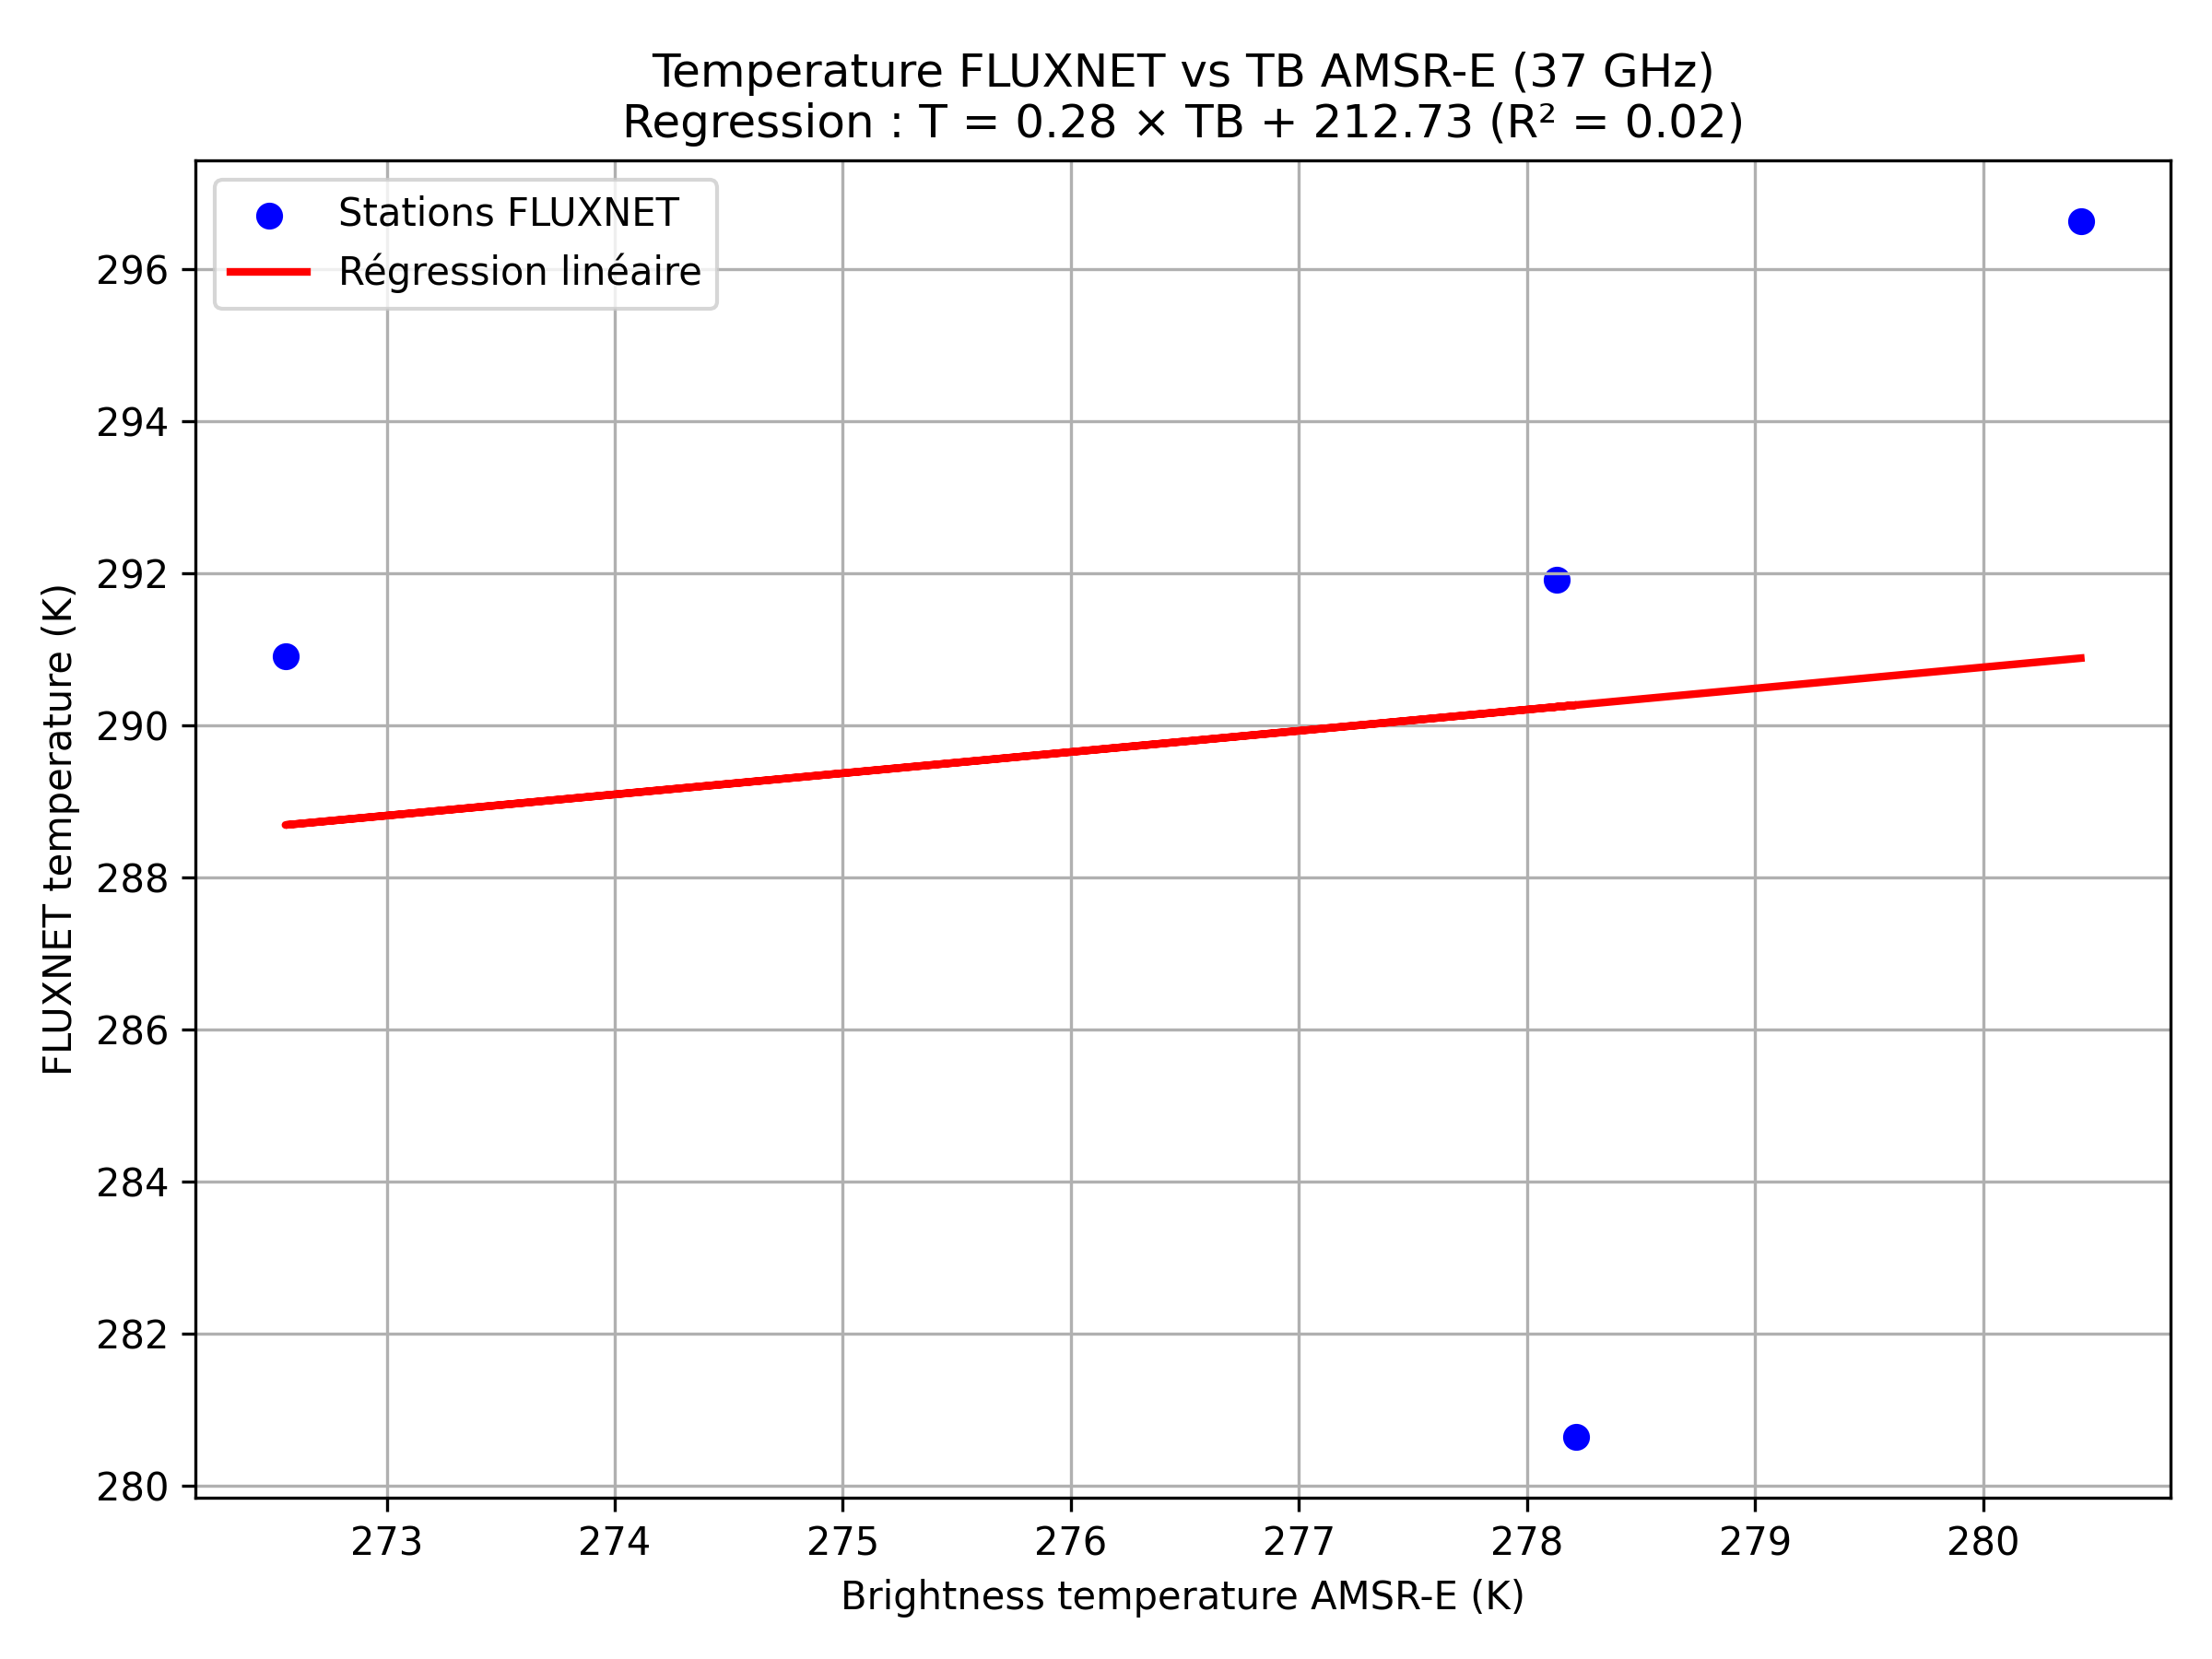 Temperature FLUXNET vs TB AMSR-E (37 GHz)
Regression : T = 0.28 × TB + 212.73 (R² = 0.02)
Stations FLUXNET
Régression linéaire
FLUXNET temperature (K)
296
294
292
290
288
286
284
282
280
273 274 275 276 277 278 279 280
Brightness temperature AMSR-E (K)